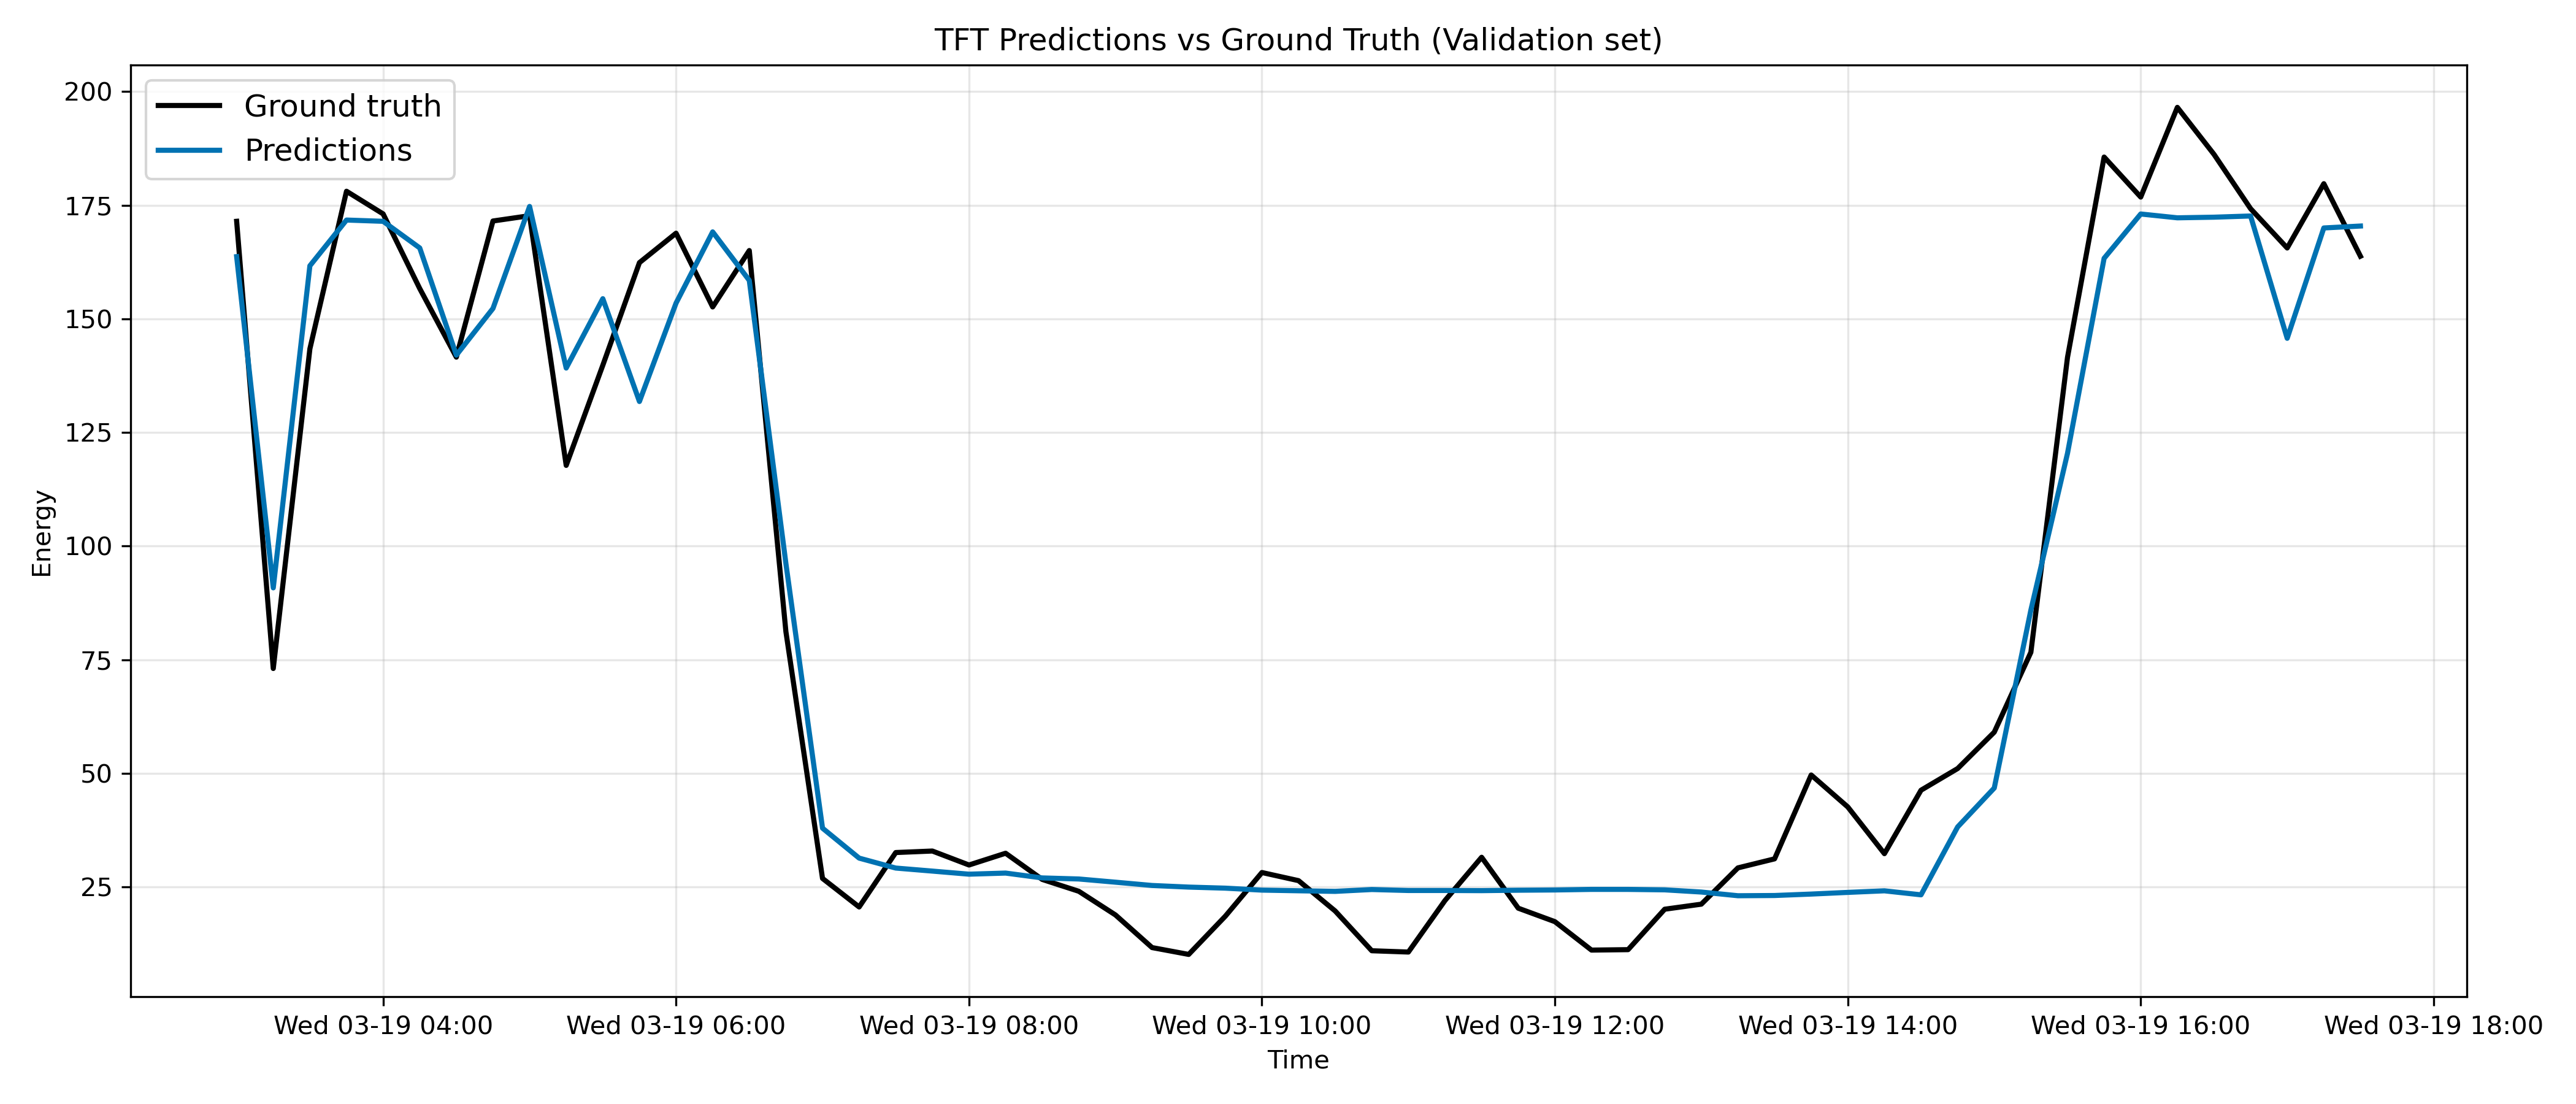 TFT Predictions vs Ground Truth (Validation set)
Ground truth
Predictions
200
175
150
125
100
75
50
25
Energy
Wed 03-19 04:00
Wed 03-19 06:00
Wed 03-19 08:00
Wed 03-19 10:00
Wed 03-19 12:00
Wed 03-19 14:00
Wed 03-19 16:00
Wed 03-19 18:00
Time